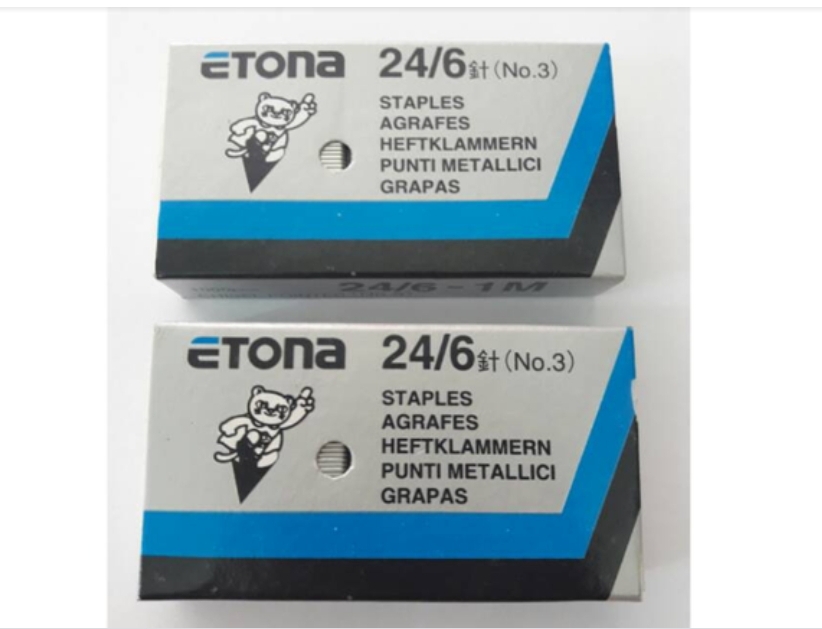 ETONA 24/6針(No.3)
STAPLES
AGRAFES
HEFTKLAMMERN
PUNTI METALLICI
GRAPAS
24/6-1M
ETONA 24/6針(No.3)
STAPLES
AGRAFES
HEFTKLAMMERN
PUNTI METALLICI
GRAPAS